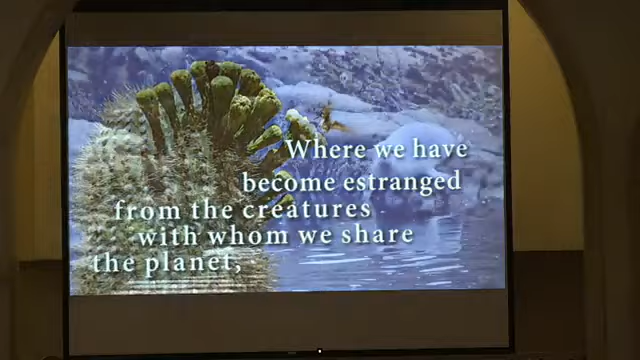 Where we have
become estranged
from the creatures
with whom we share
the planet,